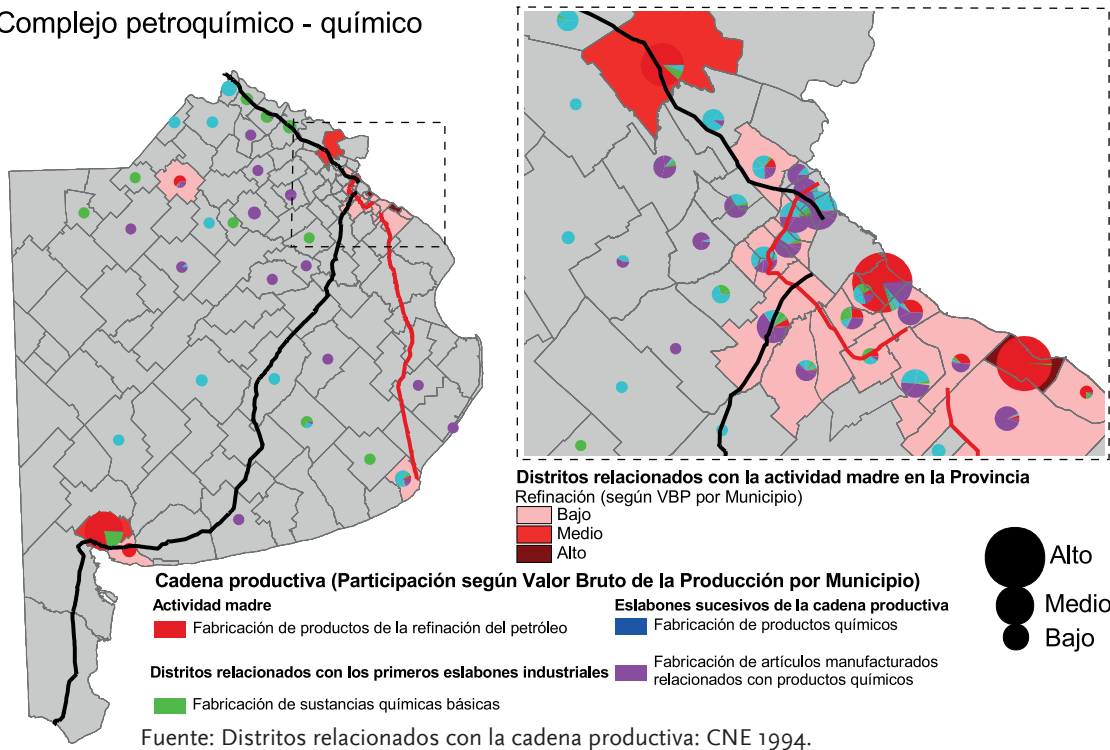 Complejo petroquímico - químico
Distritos relacionados con la actividad madre en la Provincia
Refinación (según VBP por Municipio)
Bajo
Medio
Alto
Alto
Medio
Bajo
Cadena productiva (Participación según Valor Bruto de la Producción por Municipio)
Actividad madre
Fabricación de productos de la refinación del petróleo
Distritos relacionados con los primeros eslabones industriales
Fabricación de sustancias químicas básicas
Eslabones sucesivos de la cadena productiva
Fabricación de productos químicos
Fabricación de artículos manufacturados
relacionados con productos químicos
Fuente: Distritos relacionados con la cadena productiva: CNE 1994.